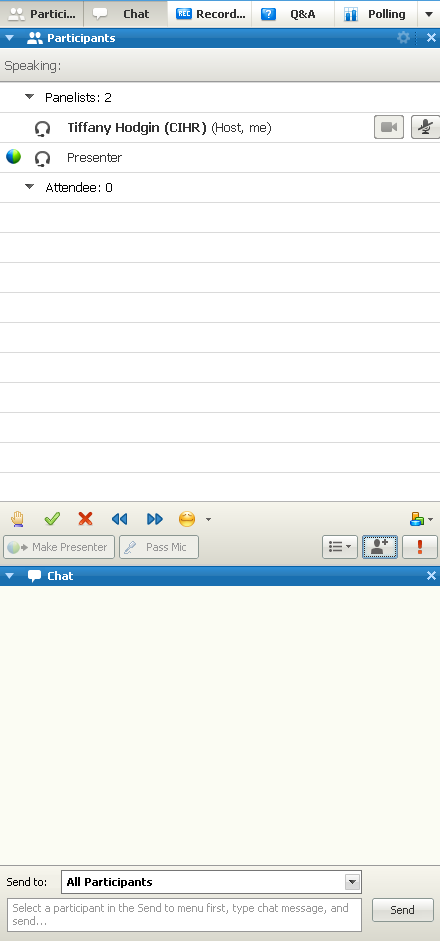 Partici...
Chat
REC Record...
Q&A
Polling
Participants
Speaking:
Panelists: 2
Tiffany Hodgin (CIHR) (Host, me)
Presenter
Attendee: 0
Make Presenter
Pass Mic
Chat
Send to: All Participants
Select a participant in the Send to menu first, type chat message, and
send...
Send